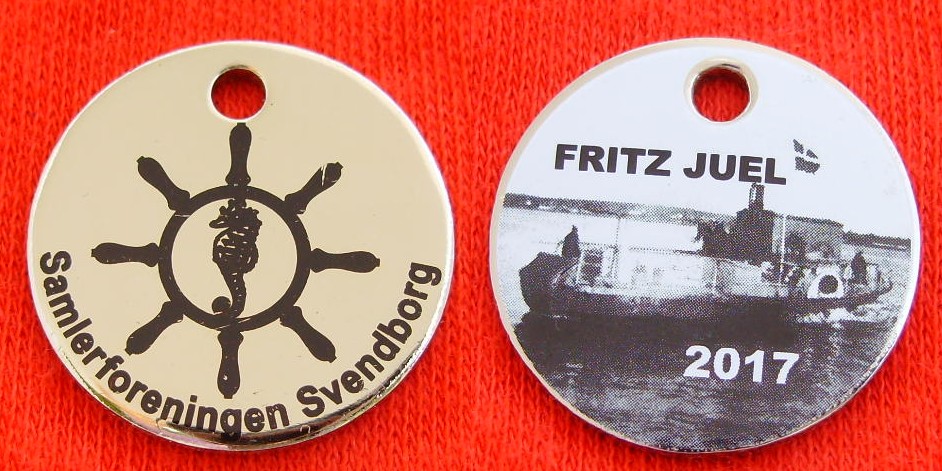 Samlerforeningen Svendborg
FRITZ JUEL
2017